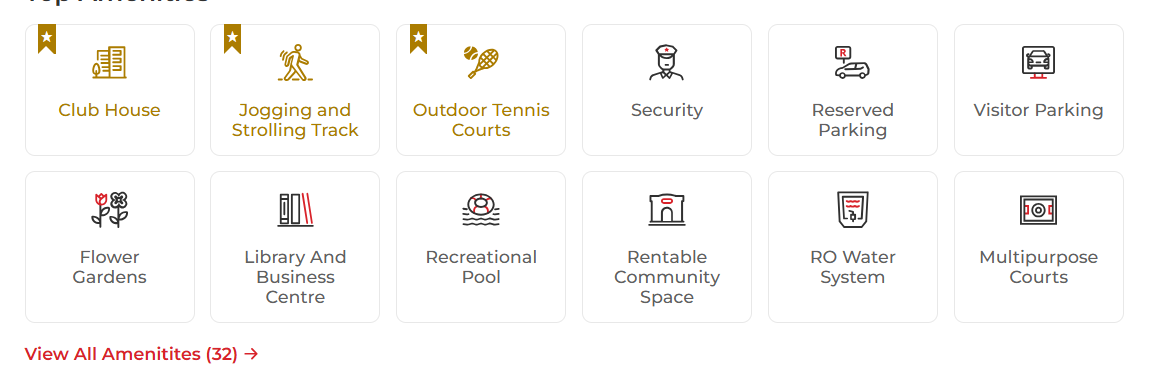 Top Amenities
Club House
Jogging and
Strolling Track
Outdoor Tennis
Courts
Security
R
Reserved
Parking
Visitor Parking
Flower
Gardens
Library And
Business
Centre
Recreational
Pool
Rentable
Community
Space
RO Water
System
Multipurpose
Courts
View All Amenitites (32) →